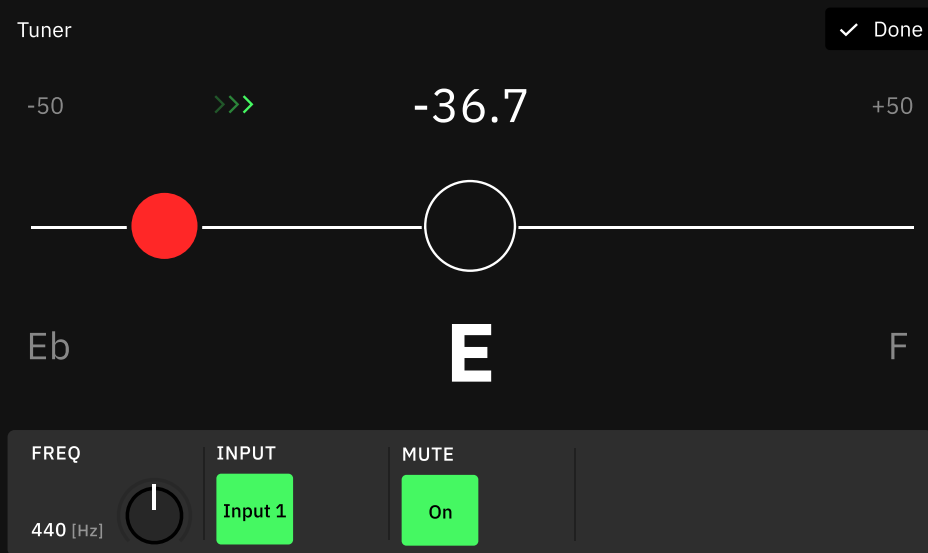 Tuner
Done
-50
-36.7
+50
Eb
E
F
FREQ
INPUT
MUTE
Input 1
On
440 [Hz]